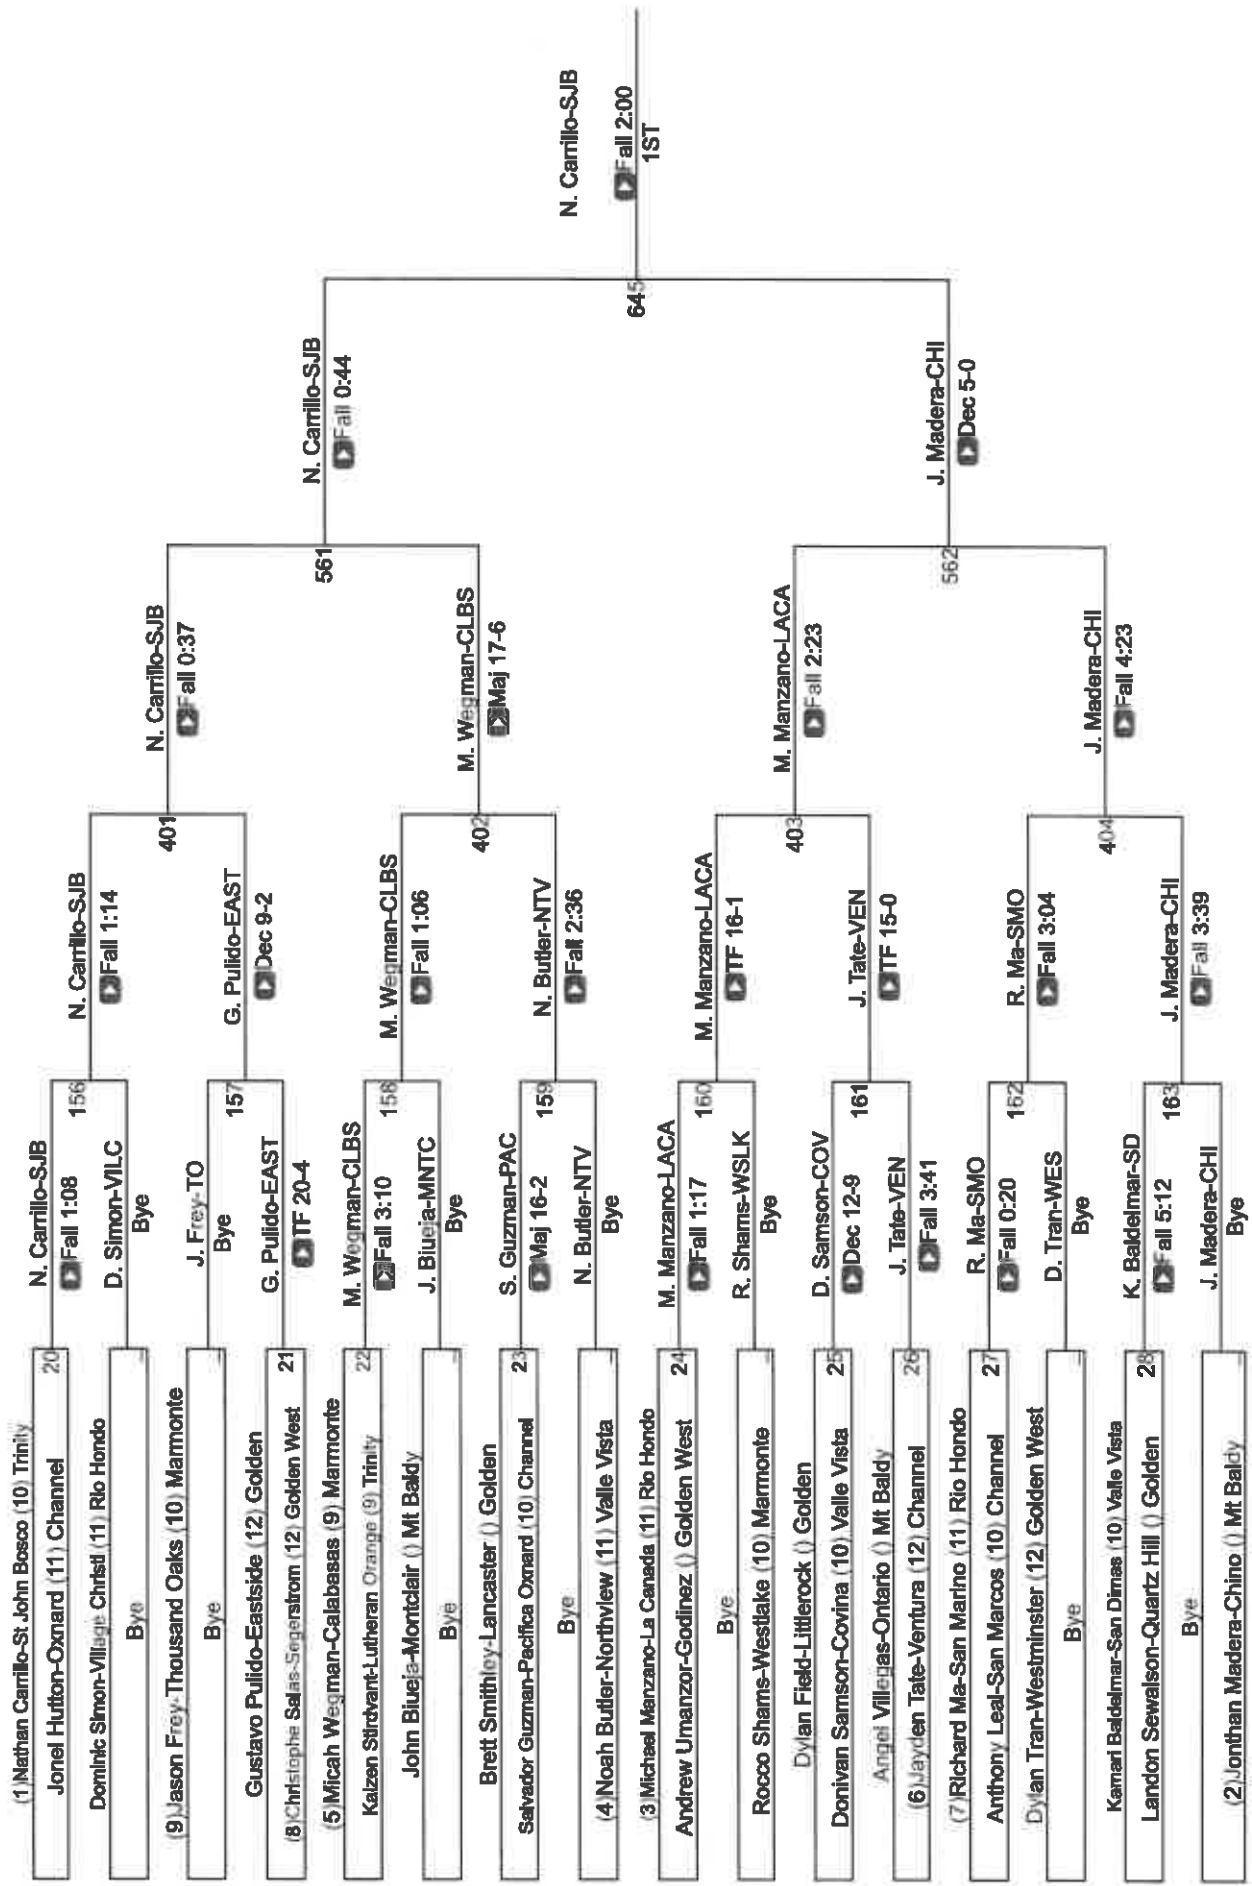 (1)Nathan Carrillo-St John Bosco (10) Trinity
20
Jonel Hutton-Oxnard (11) Channel
Dominic Simon-Village Christi (11) Rio Hondo
Bye
(9)Jason Frey-Thousand Oaks (10) Marmonte
Bye
Gustavo Pulido-Eastside (12) Golden
21
(8)Christophe Salas-Segerstrom (12) Golden West
(5)Micah Wegman-Calabasas (9) Marmonte
22
Kaizen Stirdvant-Lutheran Orange (9) Trinity
John Biueja-Montclair () Mt Baldy
Bye
Brett Smithley-Lancaster () Golden
23
Salvador Guzman-Pacifica Oxnard (10) Channel
Bye
(4)Noah Butler-Northview (11) Valle Vista
(3)Michael Manzano-La Canada (11) Rio Hondo
24
Andrew Umanzor-Godinez () Golden West
Bye
Rocco Shams-Westlake (10) Marmonte
Dylan Field-Littlerock () Golden
25
Donivan Samson-Covina (10) Valle Vista
Angel Villegas-Ontario () Mt Baldy
26
(6)Jayden Tate-Ventura (12) Channel
(7)Richard Ma-San Marino (11) Rio Hondo
27
Anthony Leal-San Marcos (10) Channel
Dylan Tran-Westminster (12) Golden West
Bye
Kamari Baldelmar-San Dimas (10) Valle Vista
28
Landon Sewalson-Quartz Hill () Golden
Bye
(2)Jonthan Madera-Chino () Mt Baldy
N. Carrillo-SJB
Fall 1:08
156
D. Simon-VILC
Bye
J. Frey-TO
Bye
157
G. Pulido-EAST
TF 20-4
M. Wegman-CLBS
Fall 3:10
158
J. Biueja-MNTC
Bye
S. Guzman-PAC
Maj 16-2
159
N. Butler-NTV
Bye
M. Manzano-LACA
Fall 1:17
160
R. Shams-WSLK
Bye
D. Samson-COV
Dec 12-9
161
J. Tate-VEN
Fall 3:41
R. Ma-SMO
Fall 0:20
162
D. Tran-WES
Bye
K. Baldelmar-SD
Fall 5:12
163
J. Madera-CHI
Bye
N. Carrillo-SJB
Fall 1:14
401
G. Pulido-EAST
Dec 9-2
M. Wegman-CLBS
Fall 1:06
402
N. Butler-NTV
Fall 2:36
M. Manzano-LACA
TF 16-1
403
J. Tate-VEN
TF 15-0
R. Ma-SMO
Fall 3:04
404
J. Madera-CHI
Fall 3:39
N. Carrillo-SJB
Fall 0:37
561
M. Wegman-CLBS
Maj 17-6
M. Manzano-LACA
Fall 2:23
562
J. Madera-CHI
Fall 4:23
N. Carrillo-SJB
Fall 0:44
645
J. Madera-CHI
Dec 5-0
N. Carrillo-SJB
Fall 2:00
1ST